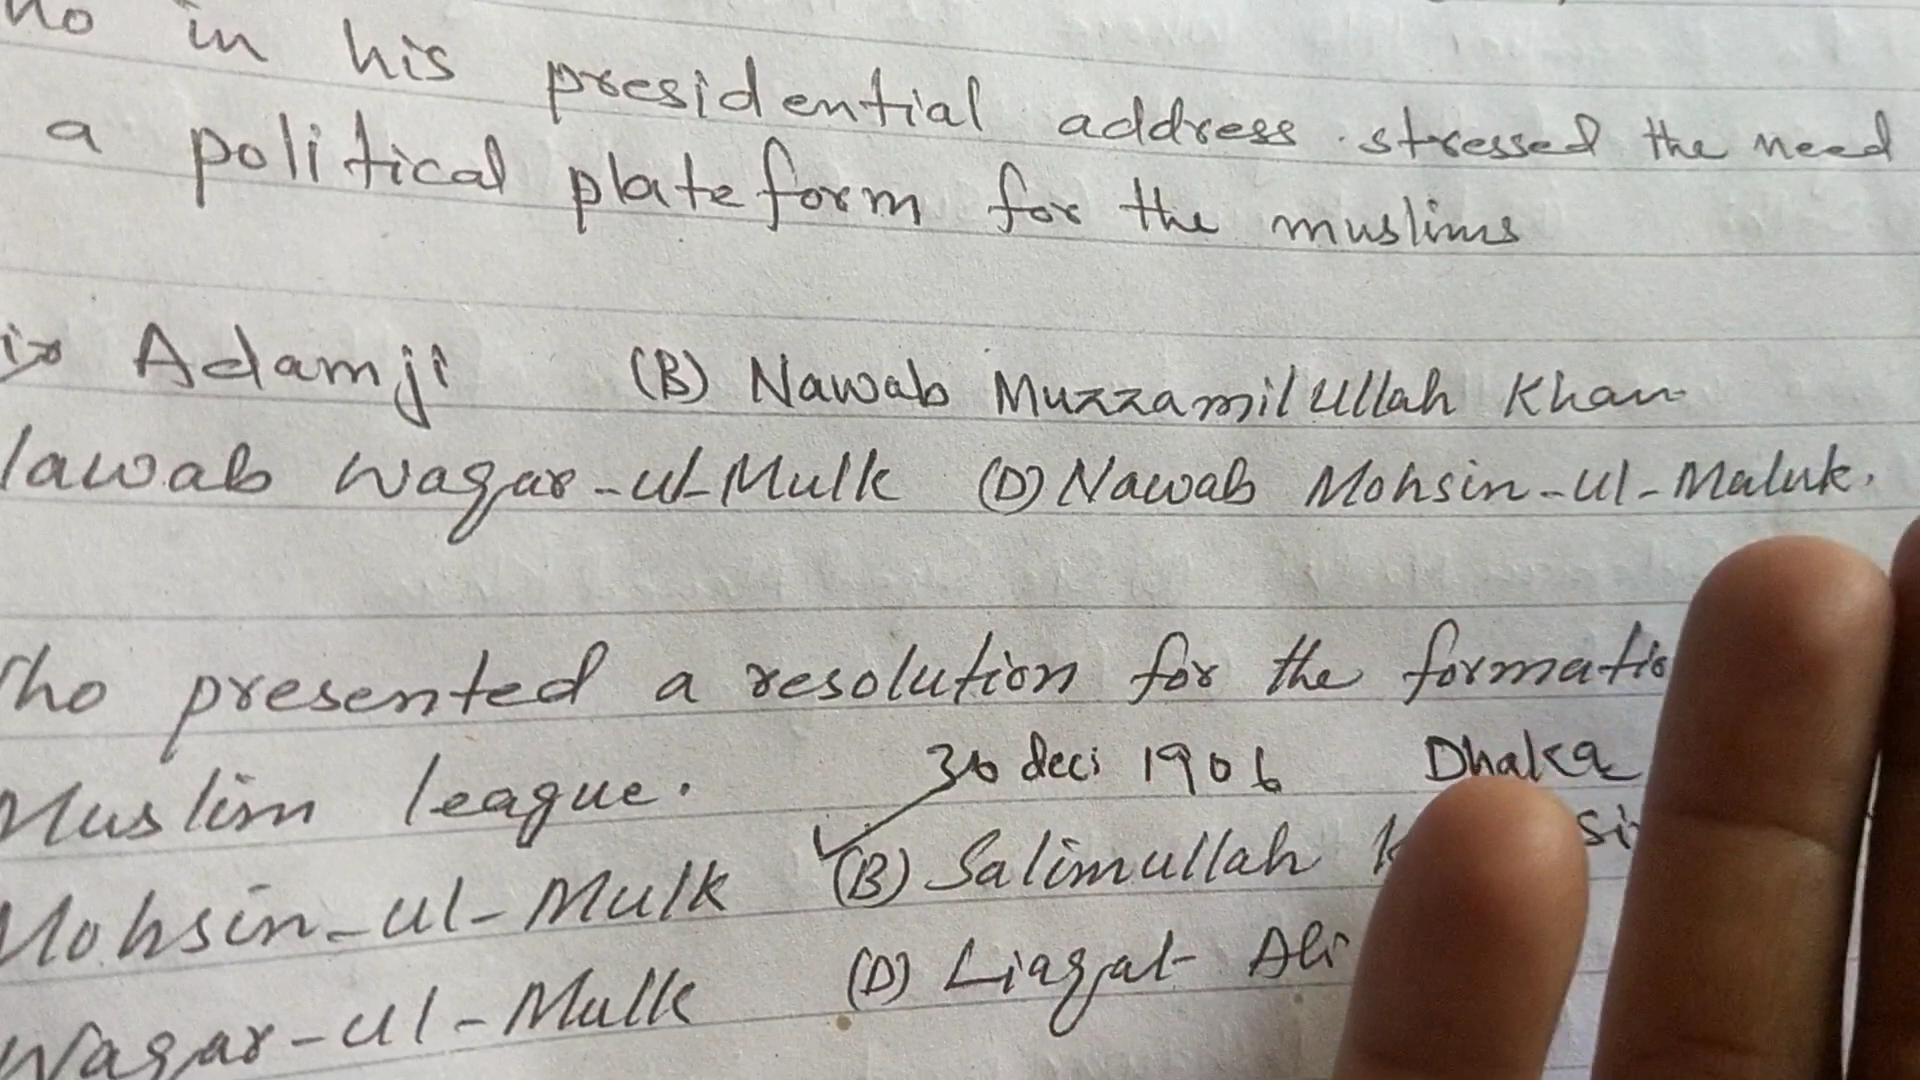 in his presidential address stressed the need
a political plateform for the muslims
Adamji (B) Nawab Muzzamilullah Khan
Waqar-ul-Mulk (D) Nawab Mohsin-ul-Maluk.
presented a resolution for the formatio
Muslim league. 30 dec; 1906 Dhaka
Mohsin-ul-Mulk (B) Salimullah
Waqar-ul-Mulk (D) Liaqat Ali